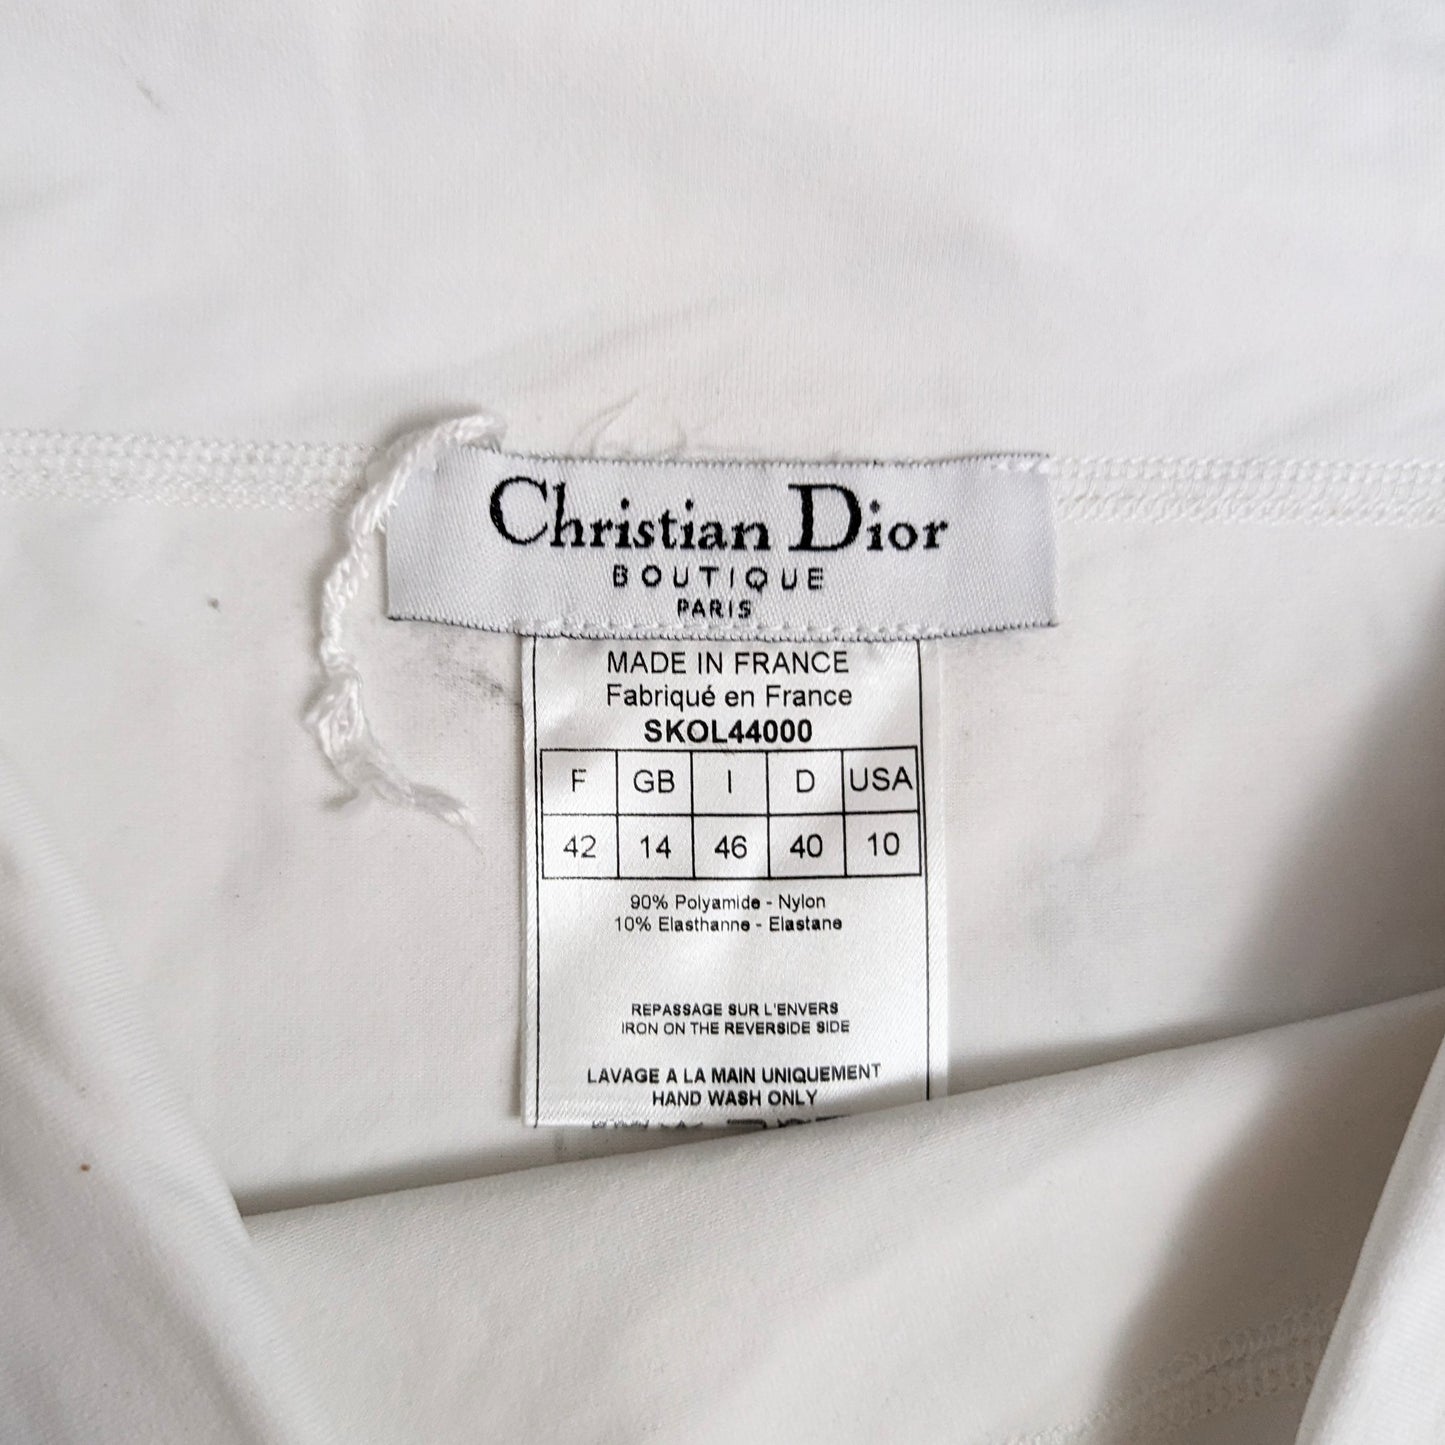 Christian Dior
BOUTIQUE
PARIS
MADE IN FRANCE
Fabriqué en France
SKOL44000
F GB I D USA
42 14 46 40 10
90% Polyamide - Nylon
10% Elasthanne - Elastane
REPASSAGE SUR L'ENVERS
IRON ON THE REVERSIDE SIDE
LAVAGE A LA MAIN UNIQUEMENT
HAND WASH ONLY